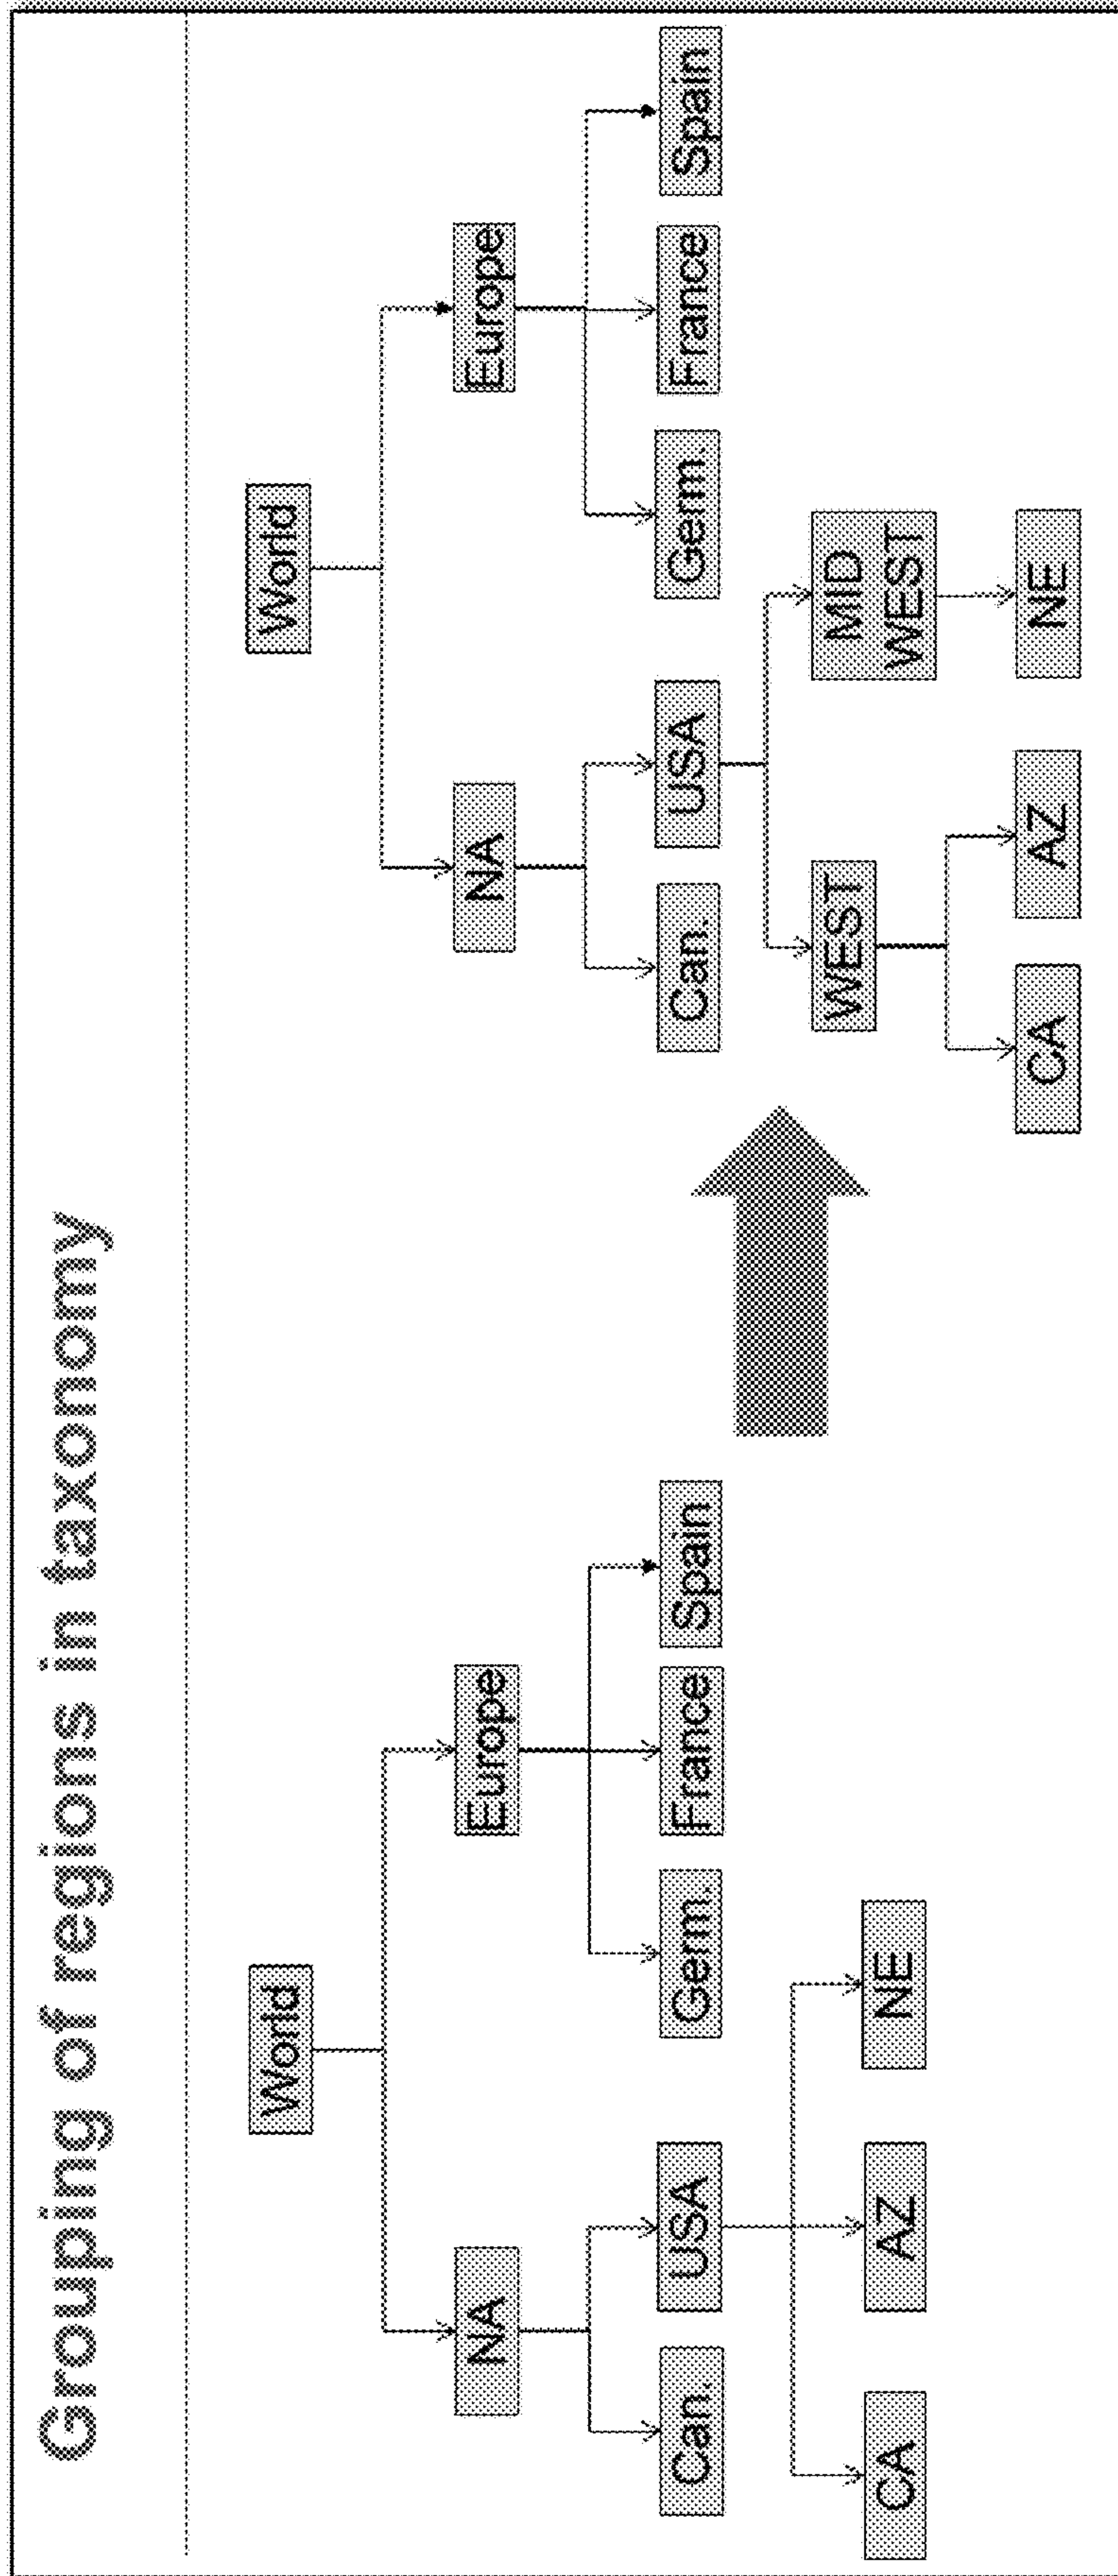 Grouping of regions in taxonomy
World
NA
Europe
Can.
USA
Germ.
France
Spain
CA
AZ
NE
World
NA
Europe
Can.
USA
Germ.
France
Spain
WEST
MID
WEST
CA
AZ
NE